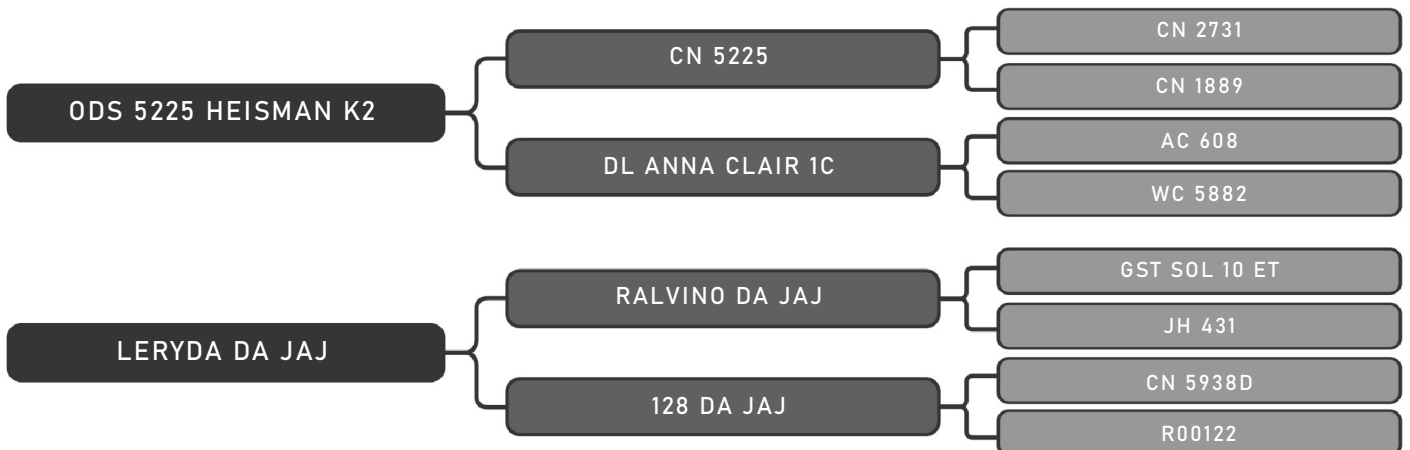 ODS 5225 HEISMAN K2
CN 5225
CN 2731
CN 1889
DL ANNA CLAIR 1C
AC 608
WC 5882
LERYDA DA JAJ
RALVINO DA JAJ
GST SOL 10 ET
JH 431
128 DA JAJ
CN 5938D
R00122